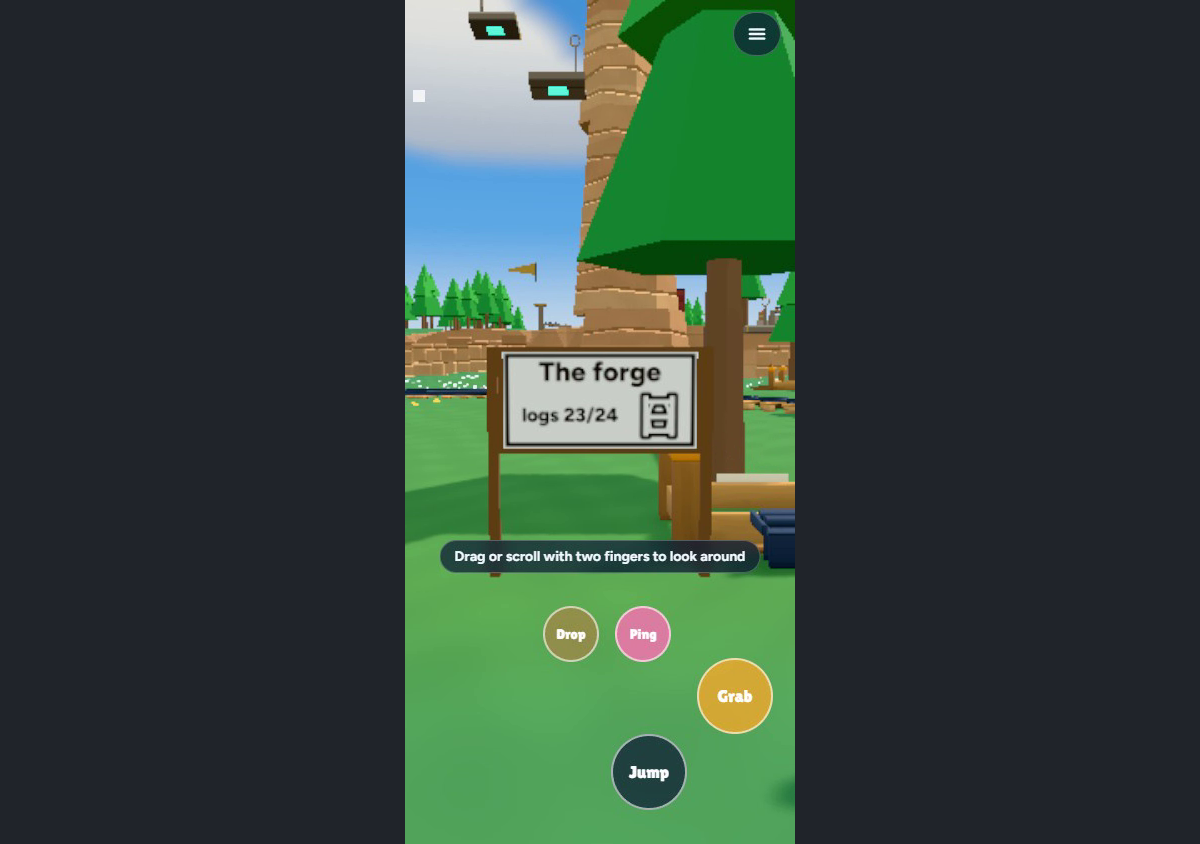 The forge
logs 23/24
Drag or scroll with two fingers to look around
Drop
Ping
Grab
Jump